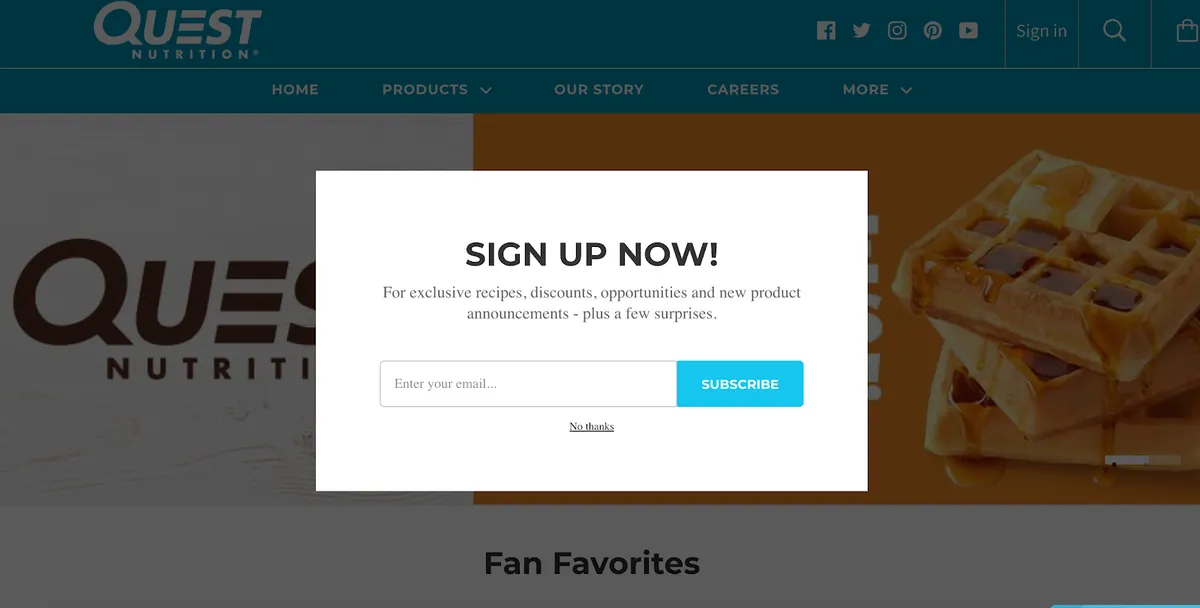 QUEST
NUTRITION®
Sign in
HOME
PRODUCTS
OUR STORY
CAREERS
MORE
QUES
NUTRITI
SIGN UP NOW!
For exclusive recipes, discounts, opportunities and new product
announcements - plus a few surprises.
Enter your email...
SUBSCRIBE
No thanks
Fan Favorites